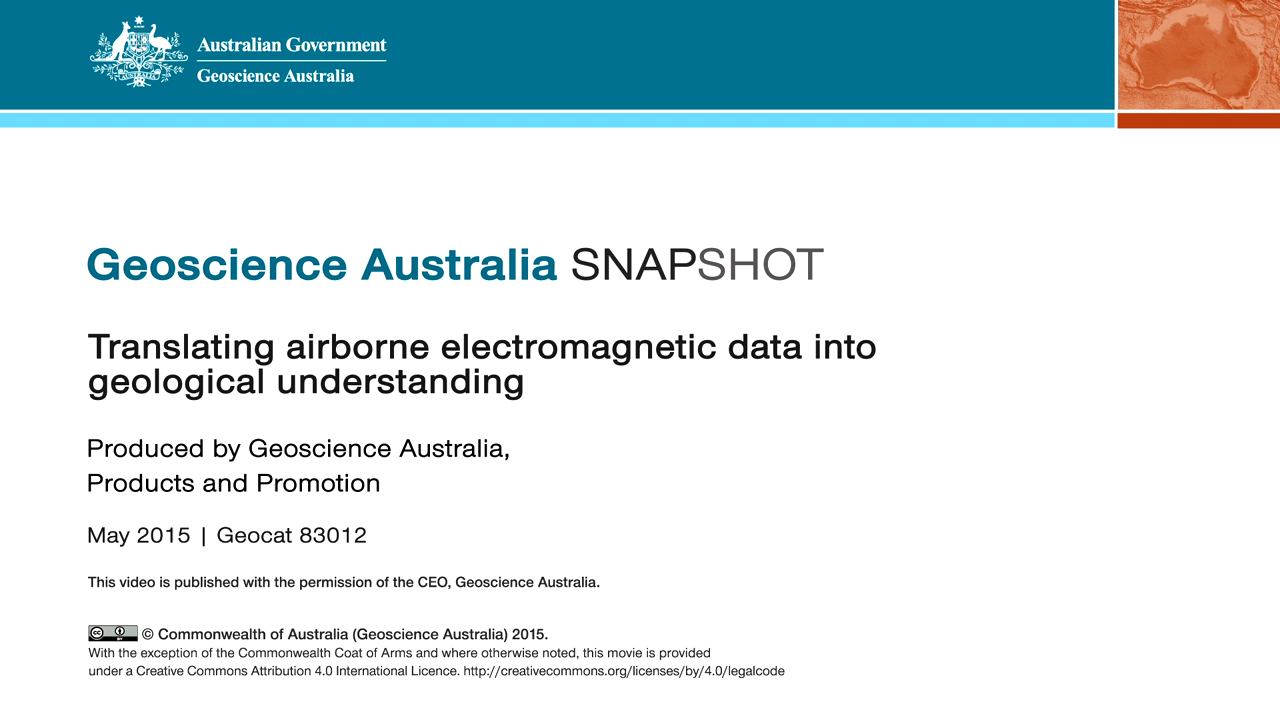 Australian Government
Geoscience Australia
Geoscience Australia SNAPSHOT
Translating airborne electromagnetic data into
geological understanding
Produced by Geoscience Australia,
Products and Promotion
May 2015 | Geocat 83012
This video is published with the permission of the CEO, Geoscience Australia.
© Commonwealth of Australia (Geoscience Australia) 2015.
With the exception of the Commonwealth Coat of Arms and where otherwise noted, this movie is provided
under a Creative Commons Attribution 4.0 International Licence. http://creativecommons.org/licenses/by/4.0/legalcode